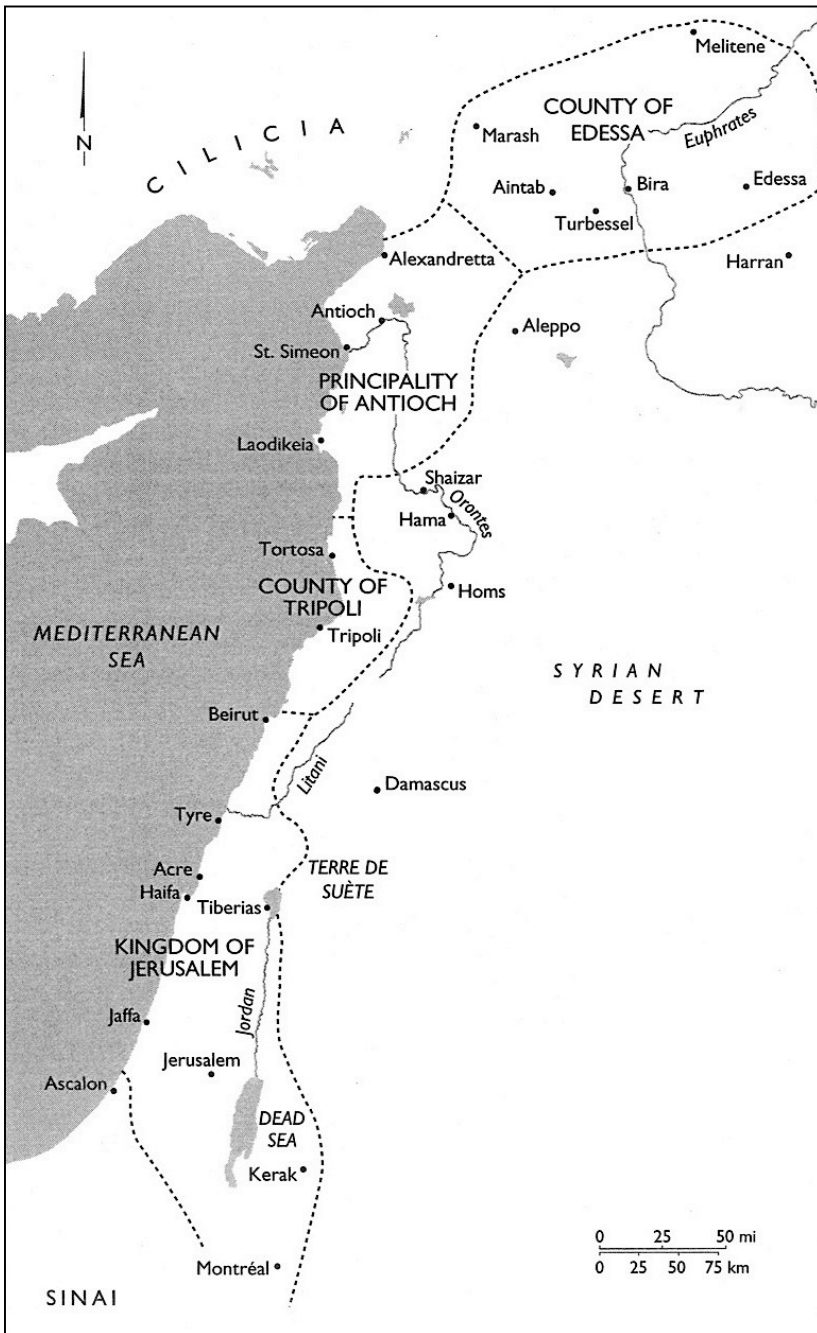 Melitene
COUNTY OF
EDESSA
Euphrates
Marash
CILICIA
N
Aintab
Bira
Edessa
Turbessel
Alexandretta
Harran
Antioch
Aleppo
St. Simeon
PRINCIPALITY
OF ANTIOCH
Laodikeia
Shaizar
Orontes
Hama
Tortosa
COUNTY OF
TRIPOLI
Homs
Tripoli
MEDITERRANEAN
SEA
SYRIAN
DESERT
Beirut
Litani
Damascus
Tyre
TERRE DE
SUÈTE
Acre
Haifa
Tiberias
KINGDOM OF
JERUSALEM
Jordan
Jaffa
Jerusalem
Ascalon
DEAD
SEA
Kerak
Montréal
SINAI
0 25 50 mi
0 25 50 75 km